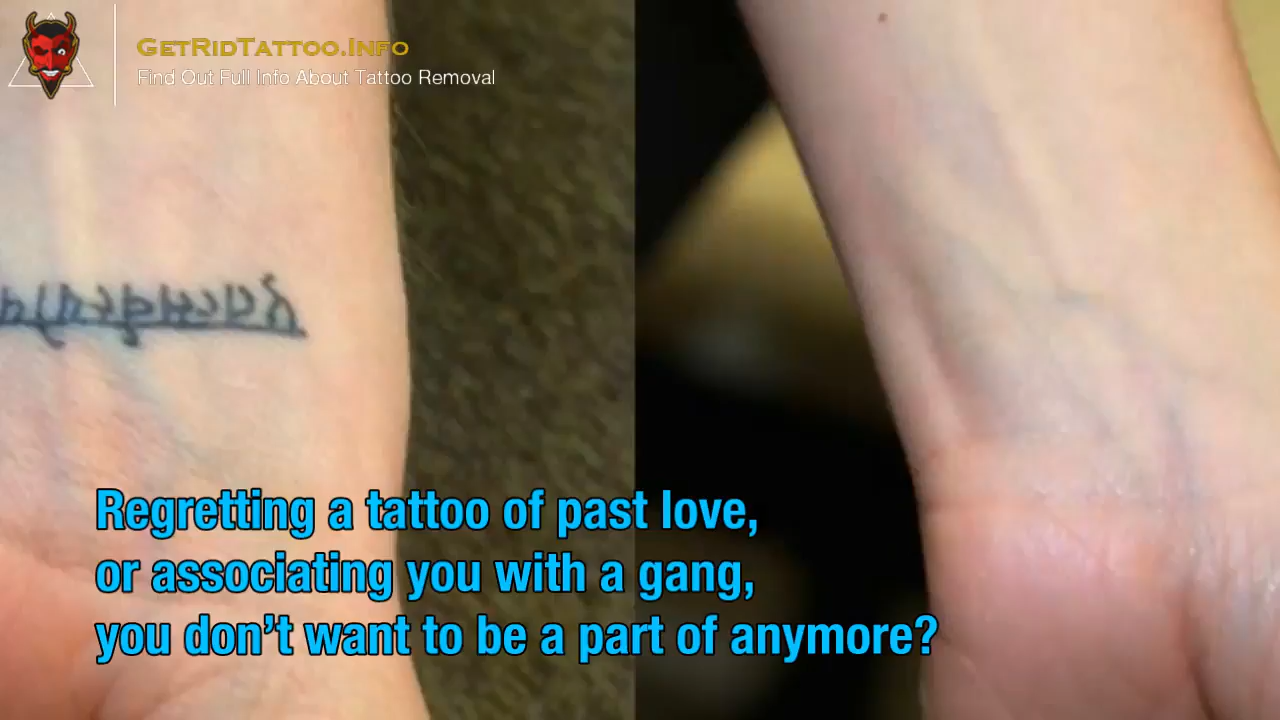 GetRidTattoo.Info
Find Out Full Info About Tattoo Removal
Regretting a tattoo of past love,
or associating you with a gang,
you don't want to be a part of anymore?